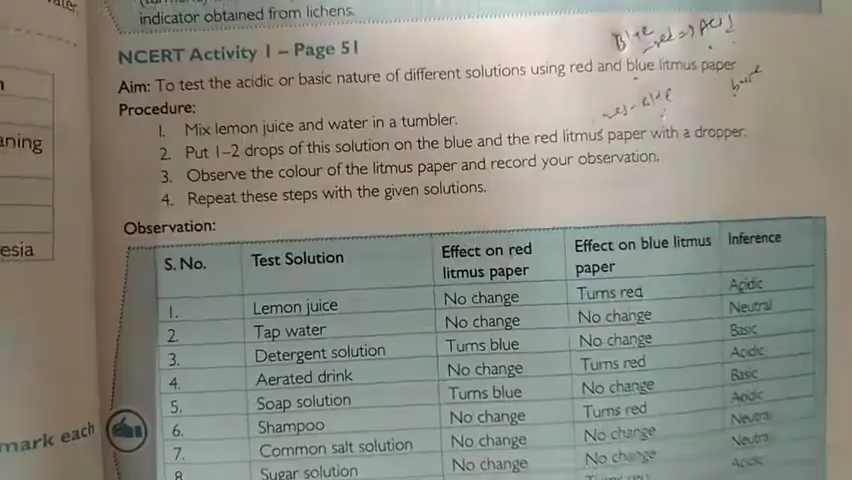 indicator obtained from lichens.
NCERT Activity 1 – Page 51
Aim: To test the acidic or basic nature of different solutions using red and blue litmus paper
Procedure:
1. Mix lemon juice and water in a tumbler.
2. Put 1–2 drops of this solution on the blue and the red litmus paper with a dropper.
3. Observe the colour of the litmus paper and record your observation.
4. Repeat these steps with the given solutions.
Observation:
S. No. Test Solution Effect on red litmus paper Effect on blue litmus paper Inference
1. Lemon juice No change Turns red Acidic
2. Tap water No change No change Neutral
3. Detergent solution Turns blue No change Basic
4. Aerated drink No change Turns red Acidic
5. Soap solution Turns blue No change Basic
6. Shampoo No change Turns red Acidic
7. Common salt solution No change No change Neutral
8. Sugar solution No change No change Neutral
Acidic
aning
esia
mark each